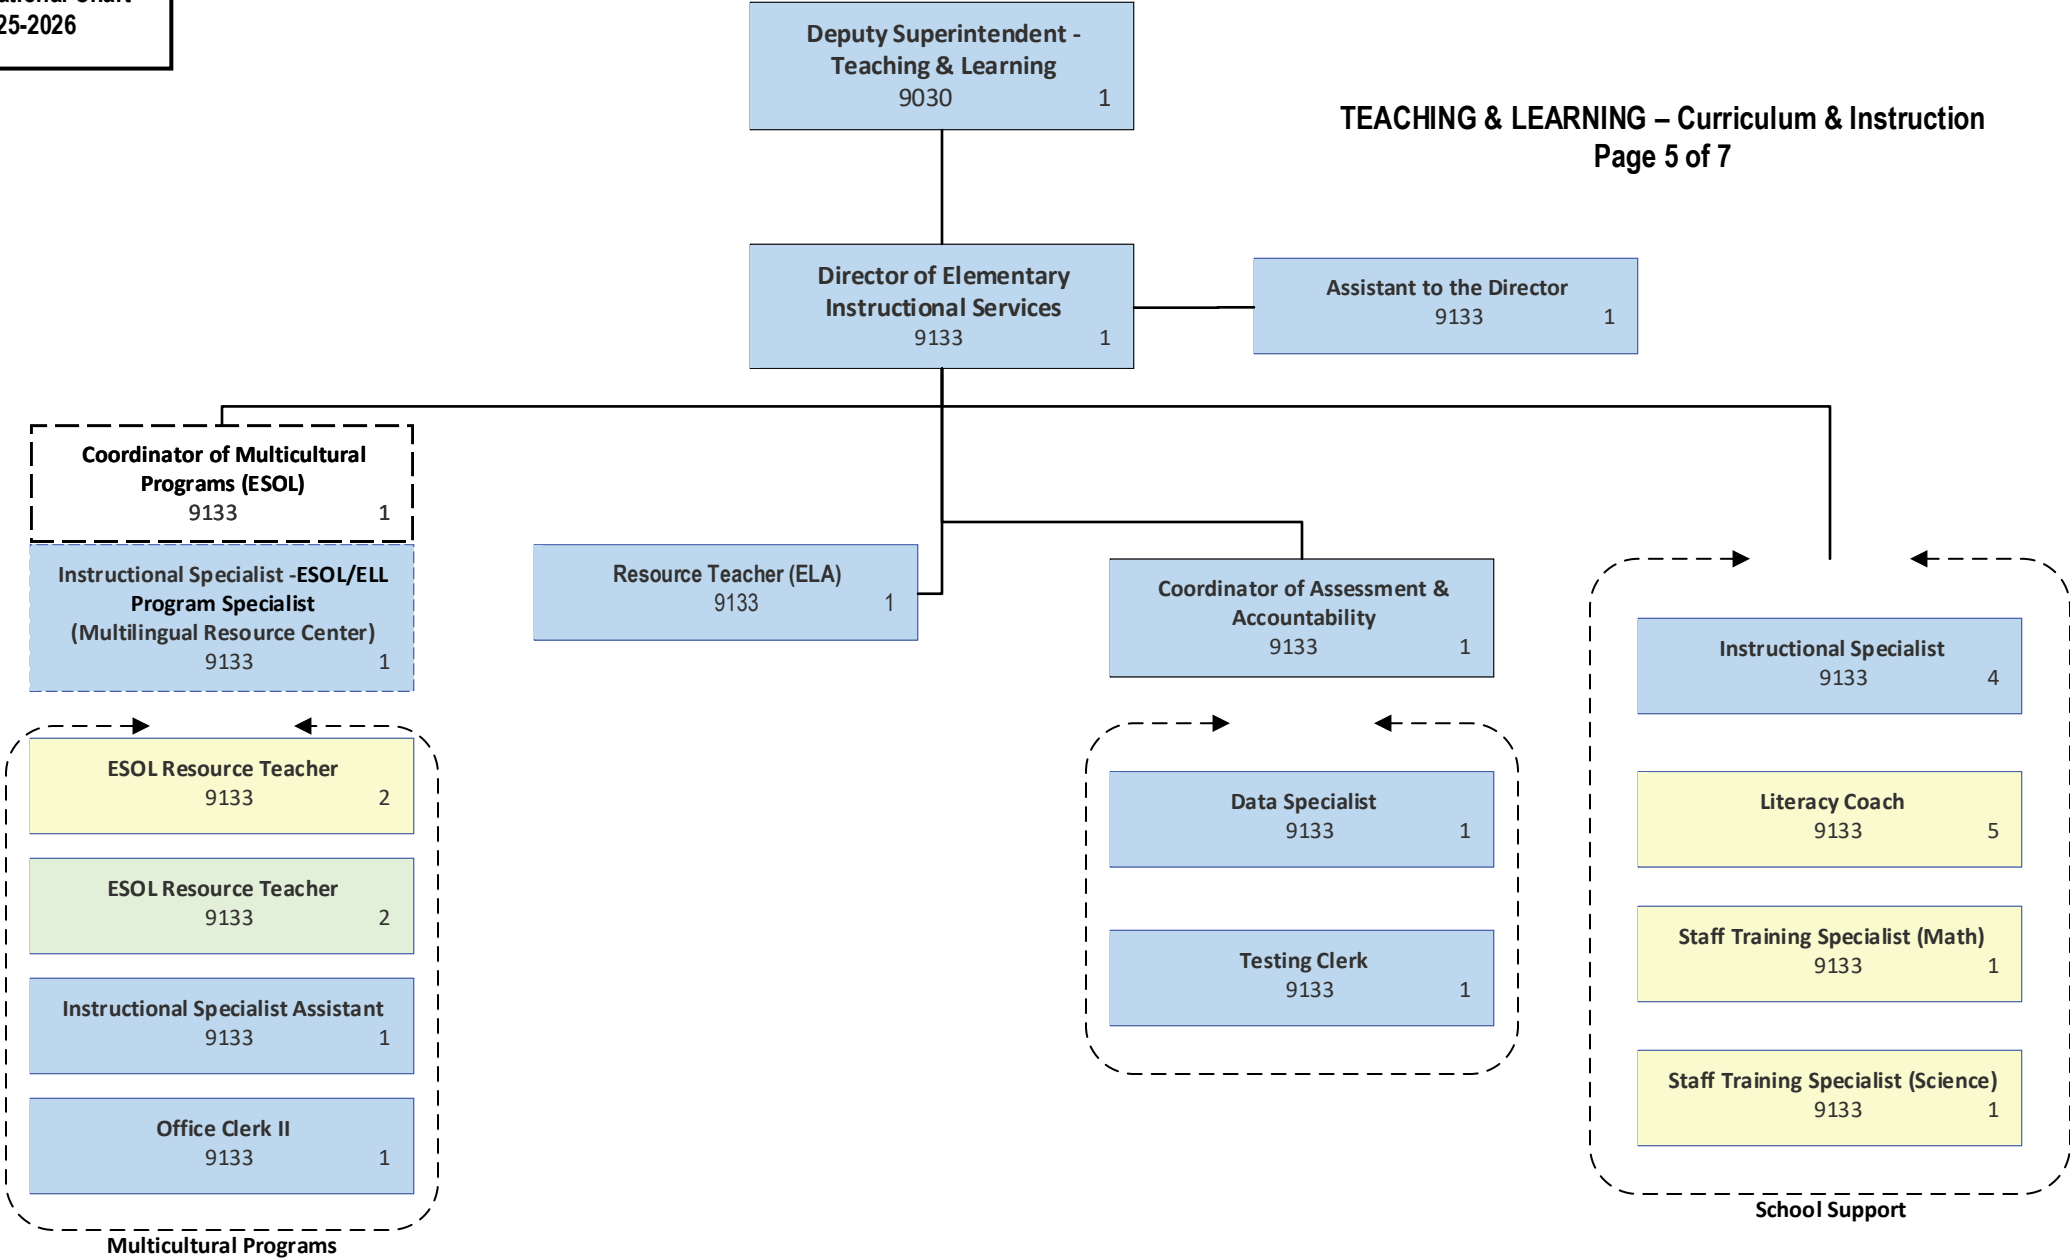 25-2026
Deputy Superintendent -
Teaching & Learning
9030 1
TEACHING & LEARNING – Curriculum & Instruction
Page 5 of 7
Director of Elementary
Instructional Services
9133 1
Assistant to the Director
9133 1
Coordinator of Multicultural
Programs (ESOL)
9133 1
Instructional Specialist -ESOL/ELL
Program Specialist
(Multilingual Resource Center)
9133 1
ESOL Resource Teacher
9133 2
ESOL Resource Teacher
9133 2
Instructional Specialist Assistant
9133 1
Office Clerk II
9133 1
Multicultural Programs
Resource Teacher (ELA)
9133 1
Coordinator of Assessment &
Accountability
9133 1
Data Specialist
9133 1
Testing Clerk
9133 1
Instructional Specialist
9133 4
Literacy Coach
9133 5
Staff Training Specialist (Math)
9133 1
Staff Training Specialist (Science)
9133 1
School Support